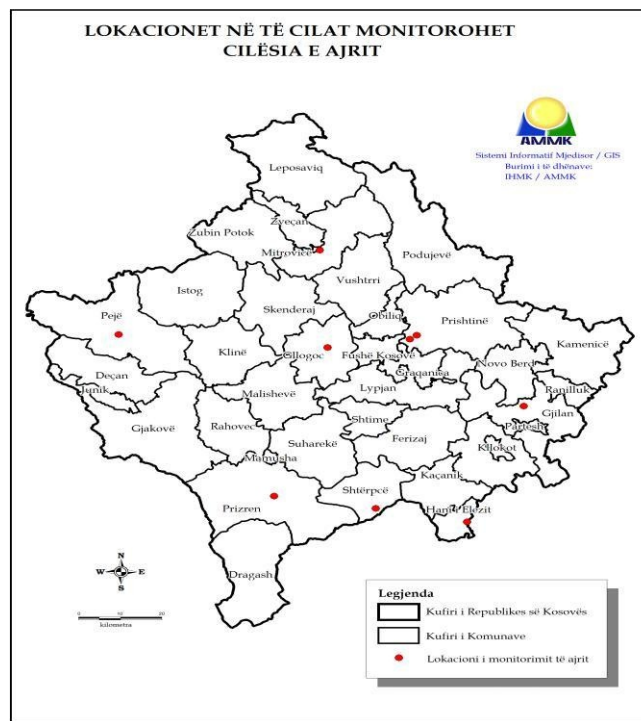 LOKACIONET NË TË CILAT MONITOROHET
CILËSIA E AJRIT
AMMK
Sistemi Informatif Mjedisor / GIS
Burimi i të dhënave:
IHMK / AMMK
Leposaviq
Zveçan
Zubin Potok
Mitrovicë
Podujevë
Vushtrri
Istog
Skenderaj
Obiliq
Prishtinë
Pejë
Kamenicë
Klinë
Gllogoc
Fushë Kosovë
Novo Berd
Graqanica
Deçan
Lypjan
Ranilluk
Junik
Malishevë
Gjilan
Shtime
Partesh
Gjakovë
Rahovec
Ferizaj
Suharekë
Kllokot
Mamusha
Kaçanik
Shtërpcë
Prizren
Hani i Elezit
Dragash
N
W E
S
kilometra
Legjenda
Kufiri i Republikes së Kosovës
Kufiri i Komunave
Lokacioni i monitorimit të ajrit